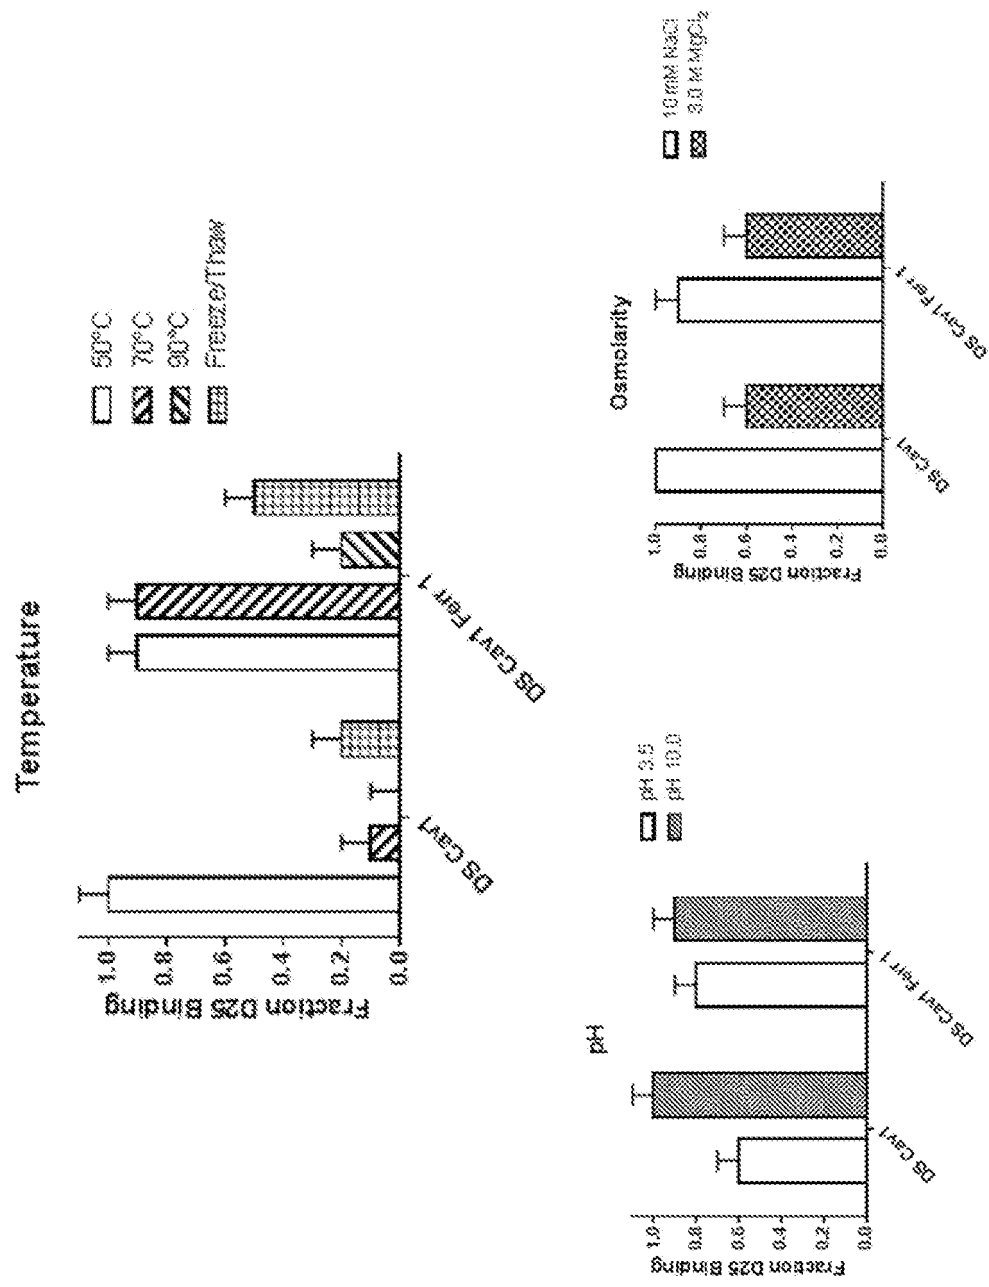 Temperature
Fraction D25 Binding
1.0
0.8
0.6
0.4
0.2
0.0
DS Cav1
DS Cav1 Ferr 1
50°C
70°C
90°C
Freeze/Thaw
pH
Fraction D25 Binding
1.0
0.8
0.6
0.4
0.2
0.0
DS Cav1
DS Cav1 Ferr 1
pH 3.5
pH 10.0
Osmolarity
Fraction D25 Binding
1.0
0.8
0.6
0.4
0.2
0.0
DS Cav1
DS Cav1 Ferr 1
10 mM NaCl
3.0 M MgCl₂